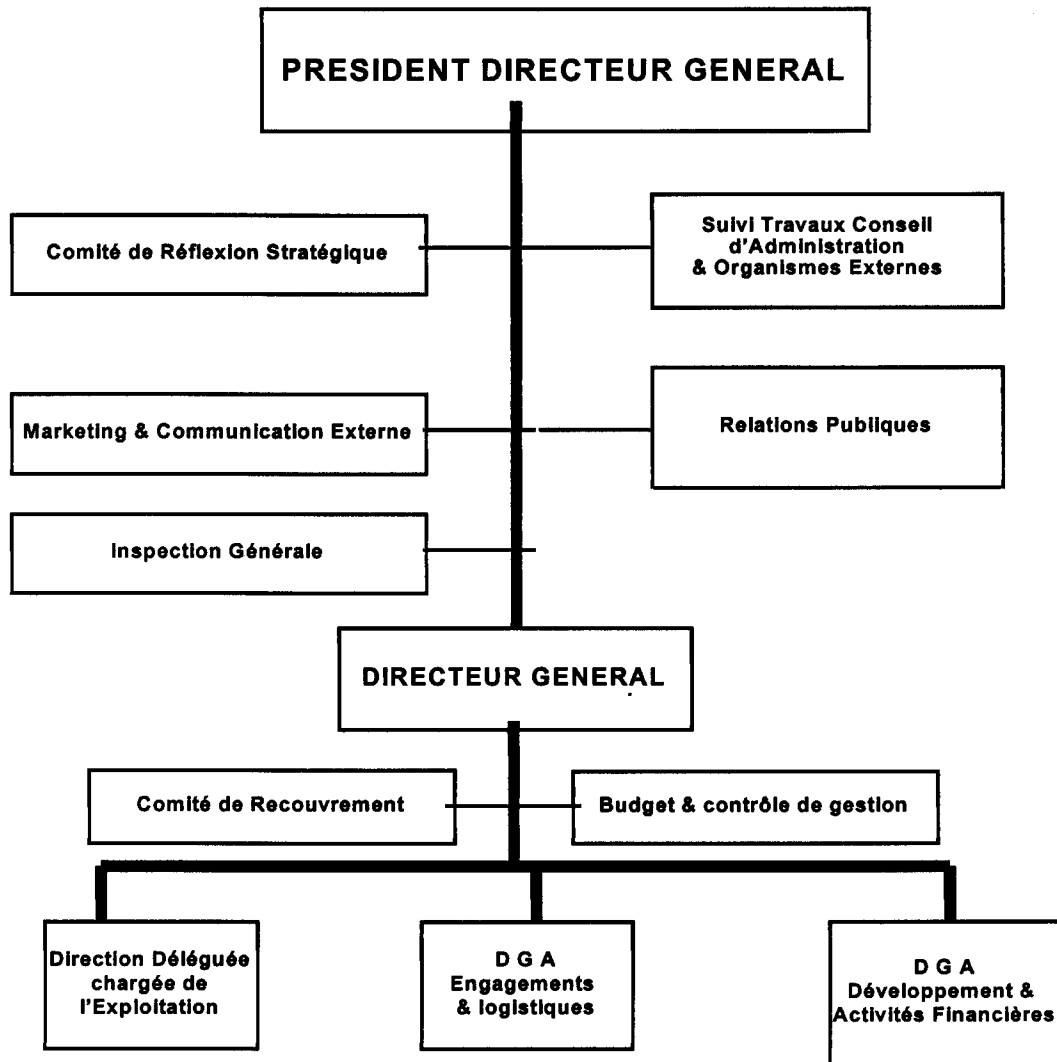 PRESIDENT DIRECTEUR GENERAL
Comité de Réflexion Stratégique
Suivi Travaux Conseil
d'Administration
& Organismes Externes
Marketing & Communication Externe
Relations Publiques
Inspection Générale
DIRECTEUR GENERAL
Comité de Recouvrement
Budget & contrôle de gestion
Direction Déléguée
chargée de
l'Exploitation
D G A
Engagements
& logistiques
D G A
Développement &
Activités Financières